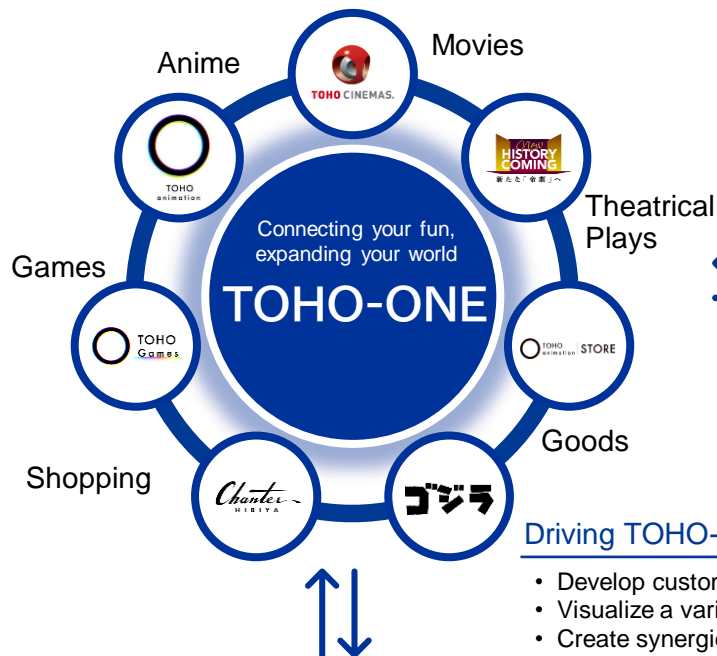 Movies
Anime
TOHO CINEMAS.
TOHO
animation
New
HISTORY
COMING
新たな「帝劇」へ
Theatrical
Plays
Connecting your fun,
expanding your world
TOHO-ONE
Games
TOHO
Games
TOHO
animation
STORE
Goods
Shopping
Chanter
HIBIYA
ゴジラ
Driving TOHO-
• Develop custo
• Visualize a vari
• Create synergi